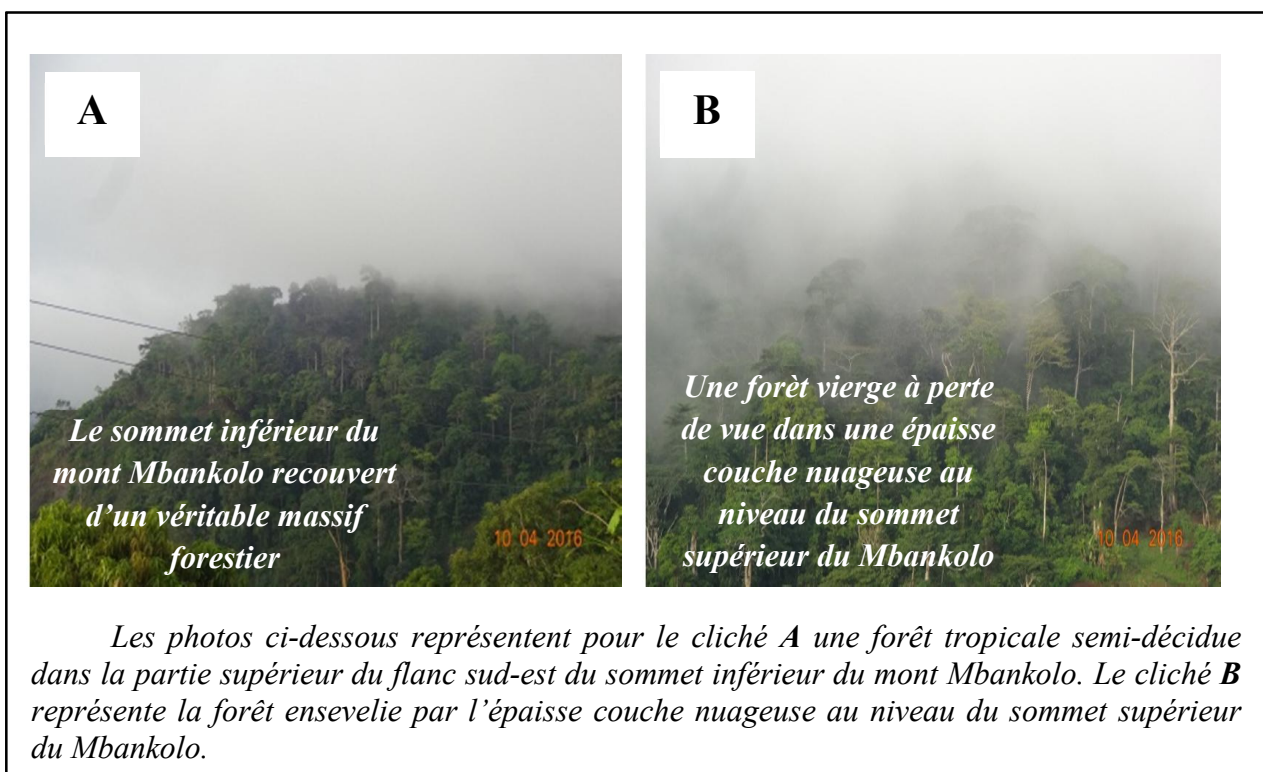 A
Le sommet inférieur du
mont Mbankolo recouvert
d’un véritable massif
forestier
10 04 2016
B
Une forèt vierge à perte
de vue dans une épaisse
couche nuageuse au
niveau du sommet
supérieur du Mbankolo
10 04 2016
Les photos ci-dessous représentent pour le cliché A une forêt tropicale semi-décidue
dans la partie supérieur du flanc sud-est du sommet inférieur du mont Mbankolo. Le cliché B
représente la forêt ensevelie par l’épaisse couche nuageuse au niveau du sommet supérieur
du Mbankolo.